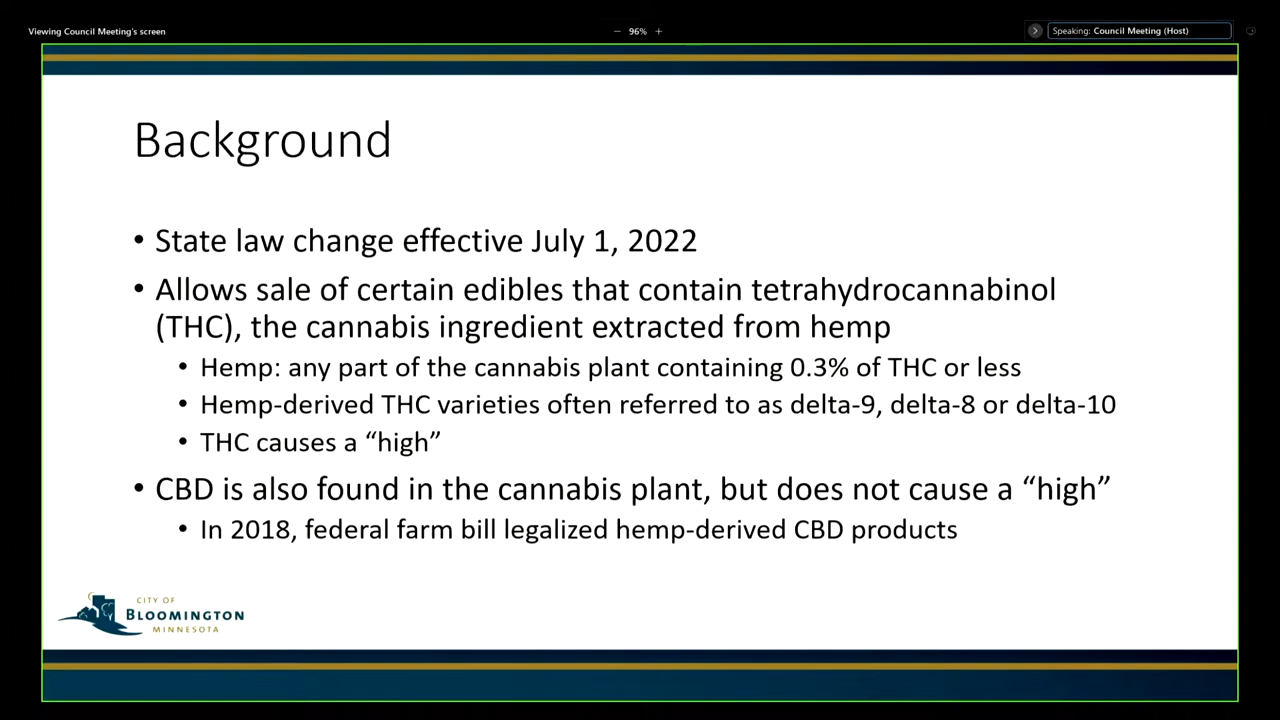 Viewing Council Meeting's screen
− 96% +
Speaking: Council Meeting (Host)
Background
• State law change effective July 1, 2022
• Allows sale of certain edibles that contain tetrahydrocannabinol
(THC), the cannabis ingredient extracted from hemp
• Hemp: any part of the cannabis plant containing 0.3% of THC or less
• Hemp-derived THC varieties often referred to as delta-9, delta-8 or delta-10
• THC causes a “high”
• CBD is also found in the cannabis plant, but does not cause a “high”
• In 2018, federal farm bill legalized hemp-derived CBD products
CITY OF
BLOOMINGTON
MINNESOTA